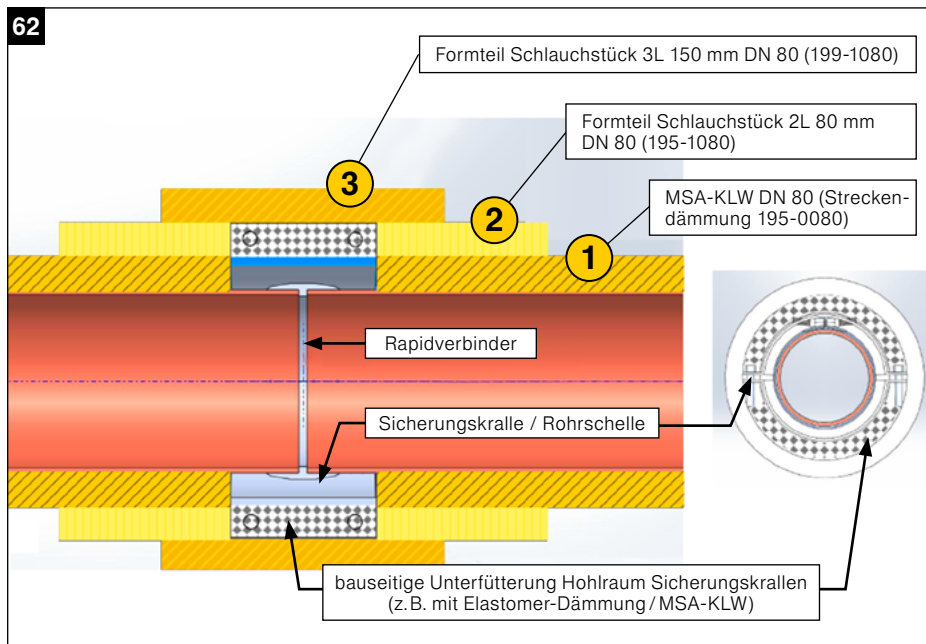 62
Formteil Schlauchstück 3L 150 mm DN 80 (199-1080)
Formteil Schlauchstück 2L 80 mm
DN 80 (195-1080)
3
2
MSA-KLW DN 80 (Strecken-
dämmung 195-0080)
1
Rapidverbinder
Sicherungskralle / Rohrschelle
bauseitige Unterfütterung Hohlraum Sicherungskrallen
(z. B. mit Elastomer-Dämmung / MSA-KLW)